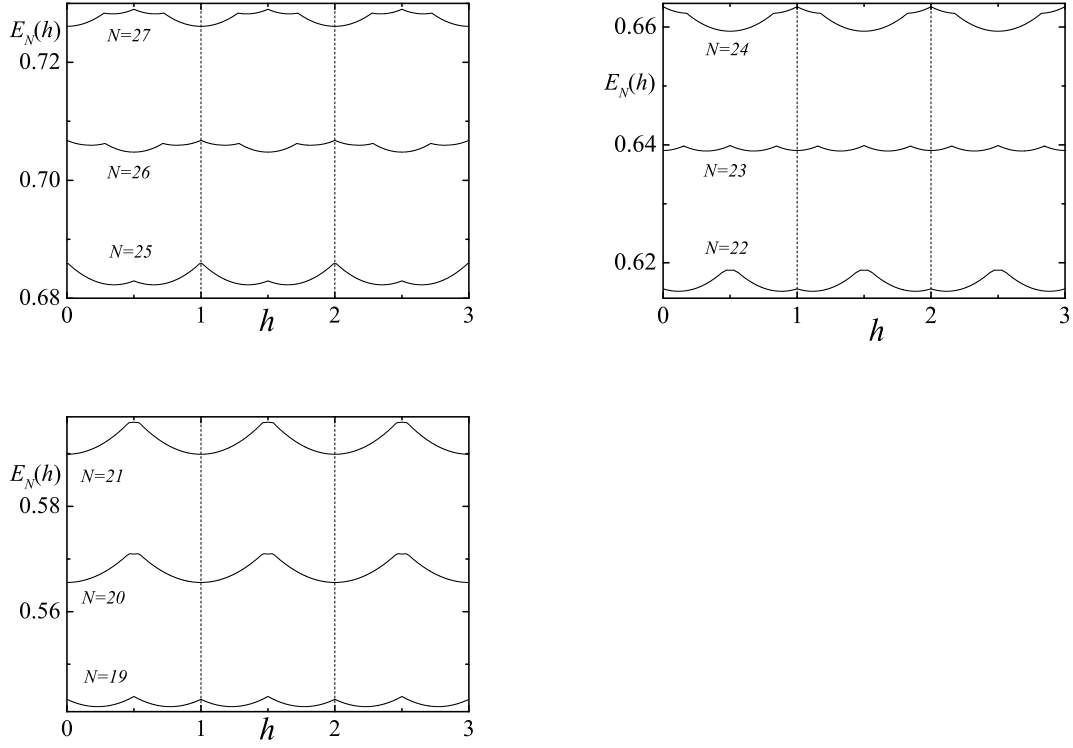 E_N(h)
N=27
0.72
N=26
0.70
N=25
0.68
0 1 2 3
h
0.66
N=24
E_N(h)
0.64
N=23
N=22
0.62
0 1 2 3
h
E_N(h)
N=21
0.58
N=20
0.56
N=19
0 1 2 3
h